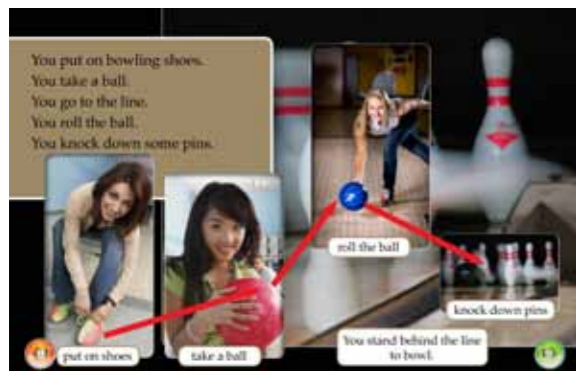 You put on bowling shoes.
You take a ball.
You go to the line.
You roll the ball.
You knock down some pins.
roll the ball
knock down pins
put on shoes
take a ball
You stand behind the line
to bowl.